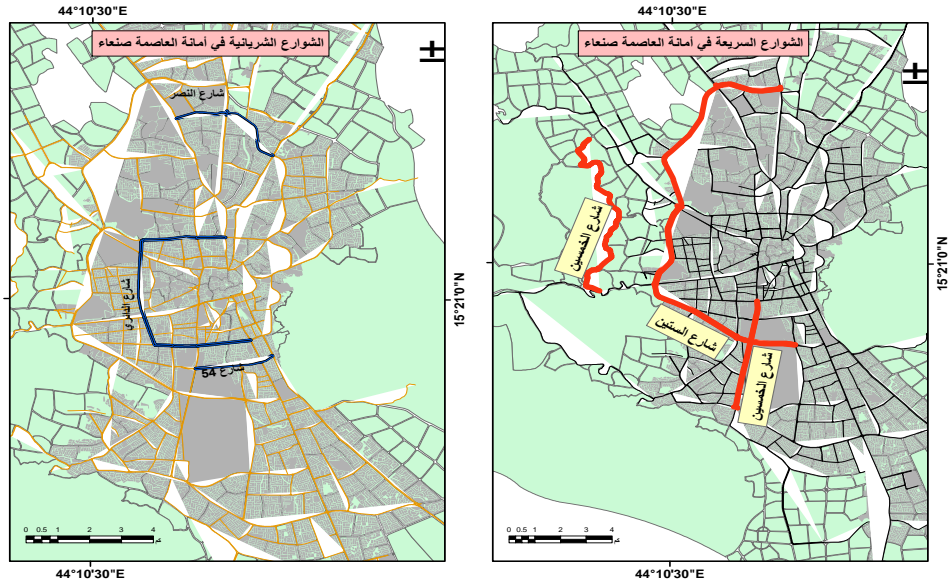 44°10'30"E
الشوارع الشريانية في أمانة العاصمة صنعاء
شارع النصر
شارع الدائري
شارع 54
15°21'0"N
0 0.5 1 2 3 4
كم
44°10'30"E
44°10'30"E
الشوارع السريعة في أمانة العاصمة صنعاء
شارع الخمسين
شارع الستين
شارع الخمسين
15°21'0"N
0 0.5 1 2 3 4
كم
44°10'30"E